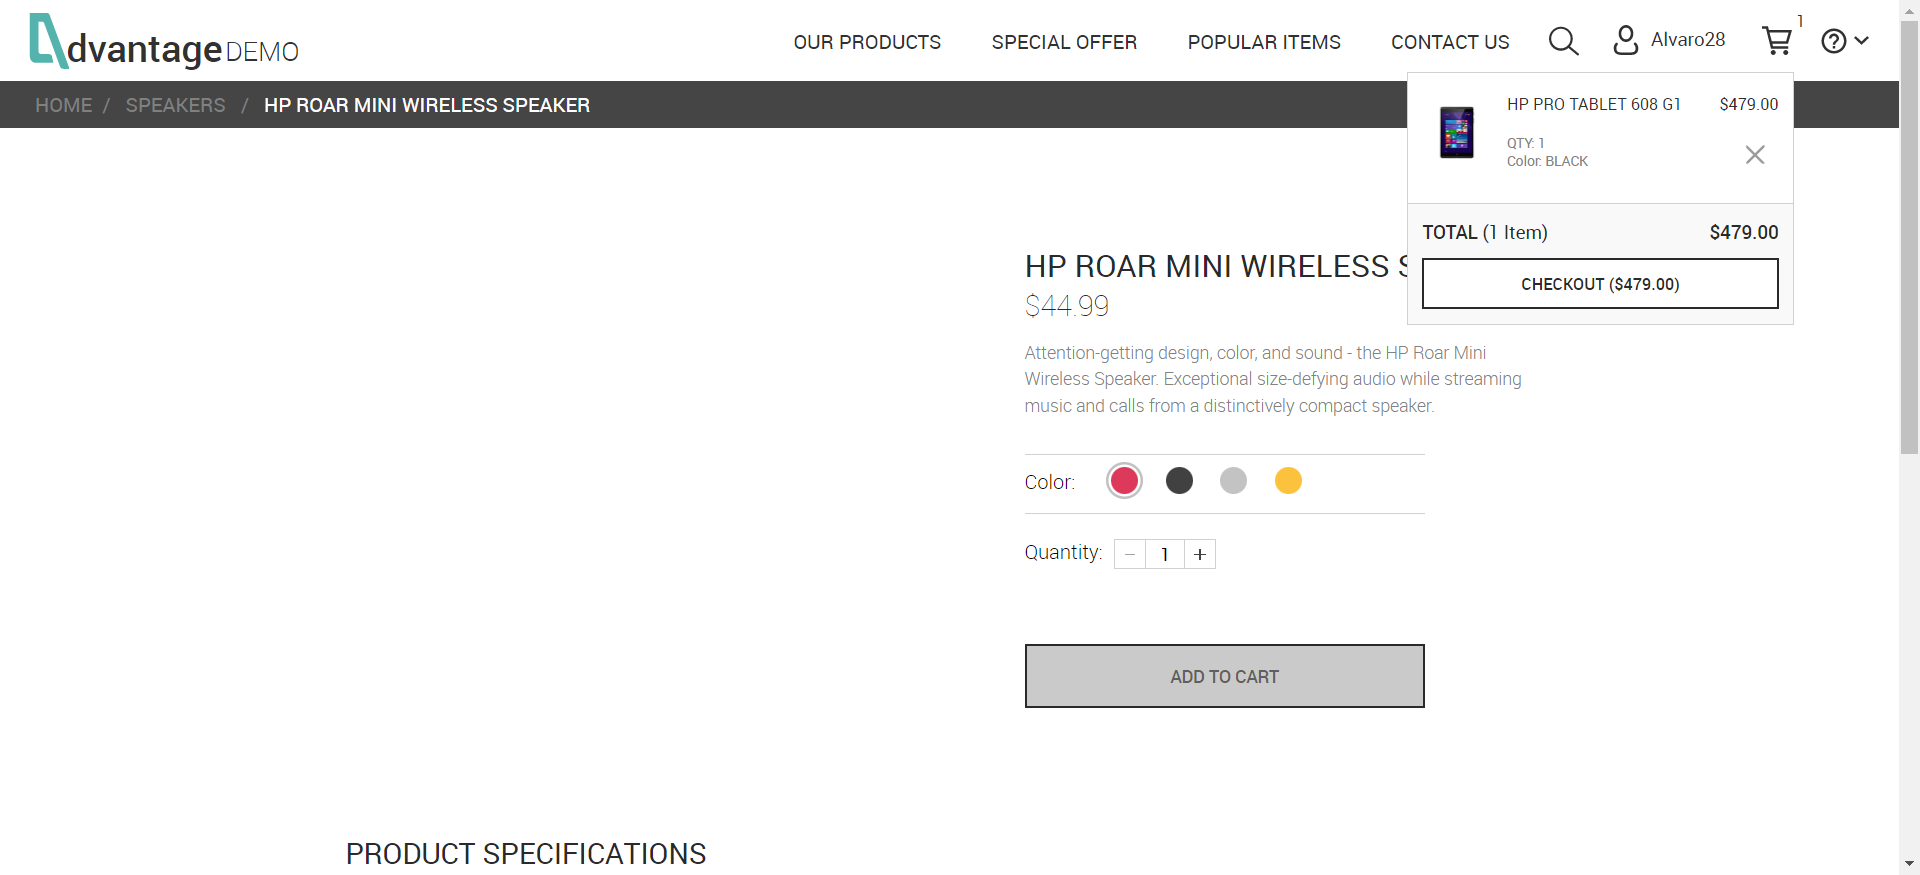 dvantage DEMO
OUR PRODUCTS
SPECIAL OFFER
POPULAR ITEMS
CONTACT US
Alvaro28
1
HOME / SPEAKERS / HP ROAR MINI WIRELESS SPEAKER
HP PRO TABLET 608 G1 $479.00
QTY: 1
Color: BLACK
TOTAL (1 Item) $479.00
CHECKOUT ($479.00)
HP ROAR MINI WIRELESS
$44.99
Attention-getting design, color, and sound - the HP Roar Mini
Wireless Speaker. Exceptional size-defying audio while streaming
music and calls from a distinctively compact speaker.
Color:
Quantity: − 1 +
ADD TO CART
PRODUCT SPECIFICATIONS